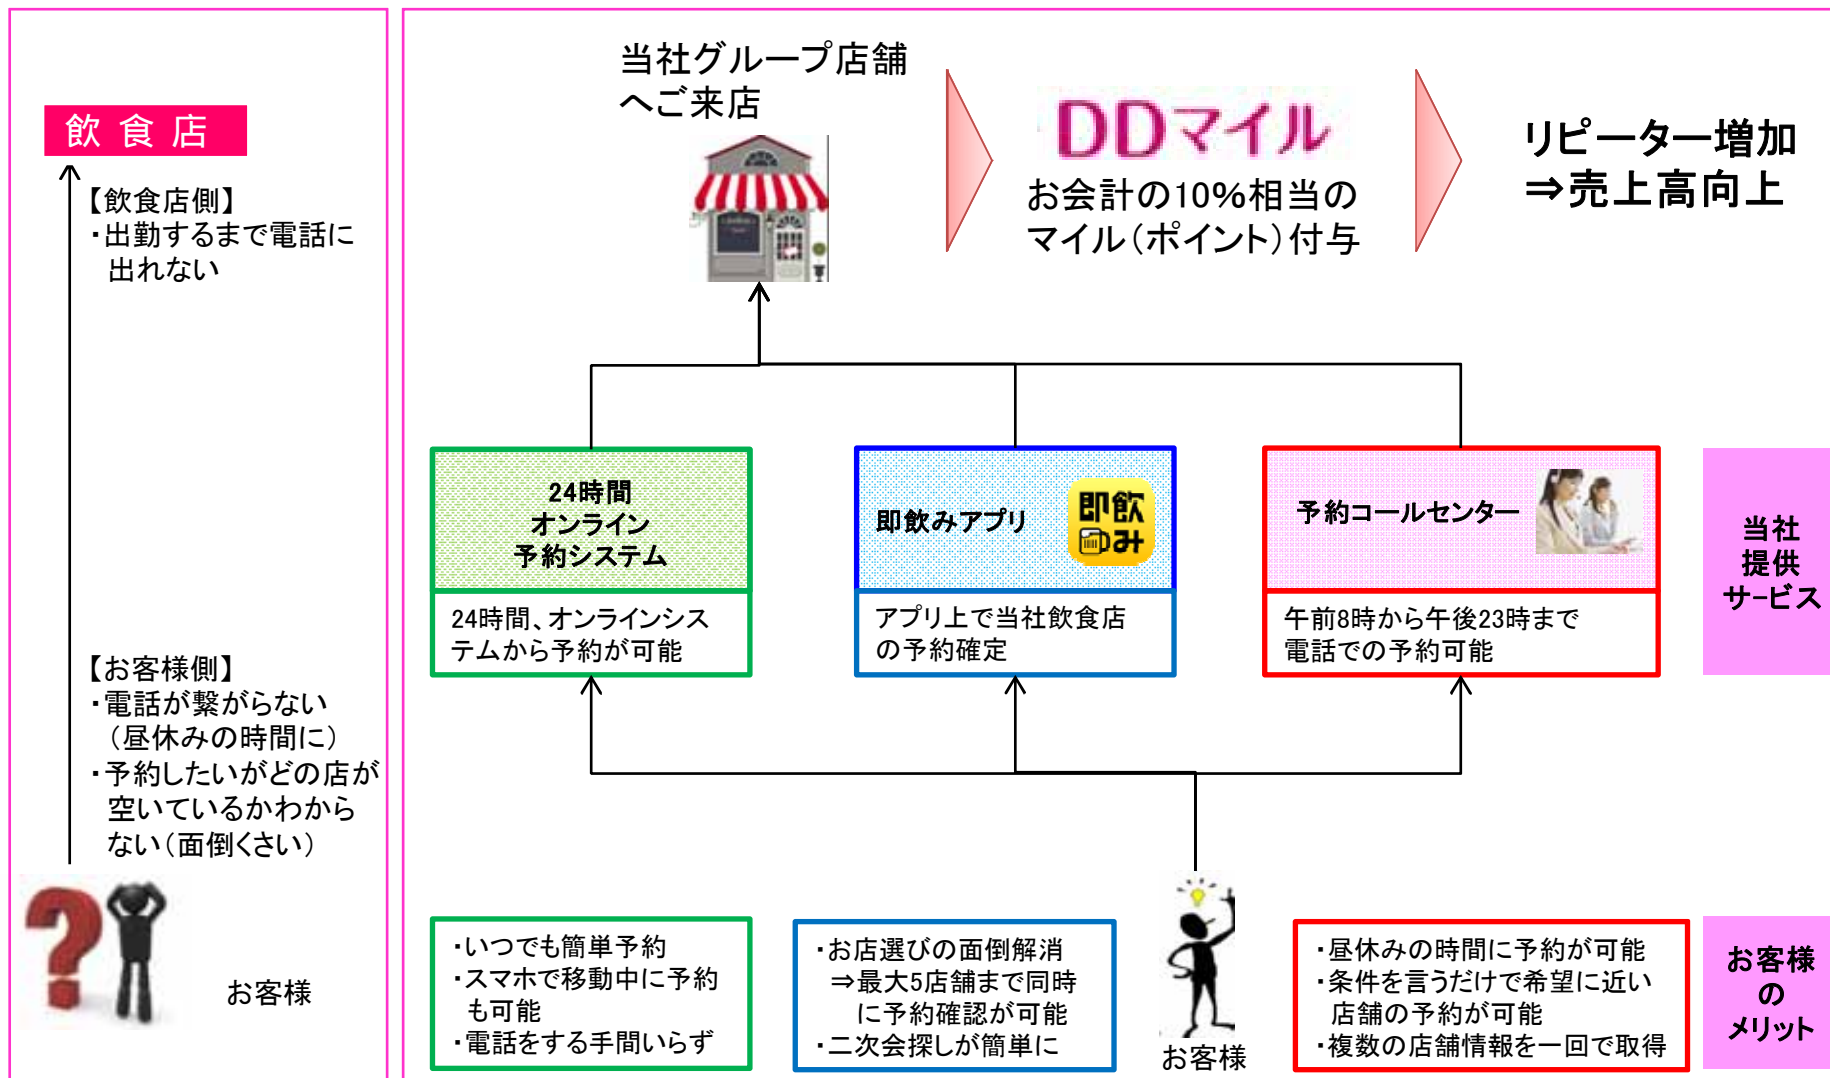 飲食店
【飲食店側】
・出勤するまで電話に
出れない
【お客様側】
・電話が繋がらない
（昼休みの時間に）
・予約したいがどの店が
空いているかわから
ない（面倒くさい）
お客様
当社グループ店舗
へご来店
DDマイル
お会計の10%相当の
マイル（ポイント）付与
リピーター増加
⇒売上高向上
24時間
オンライン
予約システム
24時間、オンラインシス
テムから予約が可能
即飲みアプリ
即飲
み
アプリ上で当社飲食店
の予約確定
予約コールセンター
午前8時から午後23時まで
電話での予約可能
当社
提供
サービス
・いつでも簡単予約
・スマホで移動中に予約
も可能
・電話をする手間いらず
・お店選びの面倒解消
⇒最大5店舗まで同時
に予約確認が可能
・二次会探しが簡単に
お客様
・昼休みの時間に予約が可能
・条件を言うだけで希望に近い
店舗の予約が可能
・複数の店舗情報を一回で取得
お客様
の
メリット